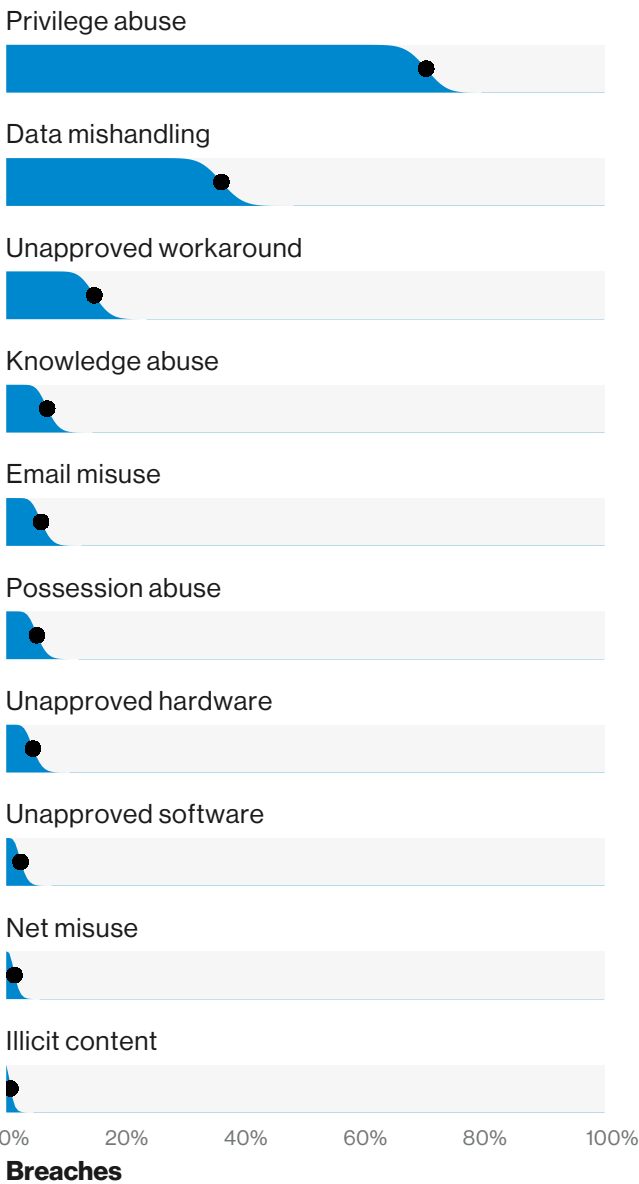 Privilege abuse
Data mishandling
Unapproved workaround
Knowledge abuse
Email misuse
Possession abuse
Unapproved hardware
Unapproved software
Net misuse
Illicit content
0% 20% 40% 60% 80% 100%
Breaches